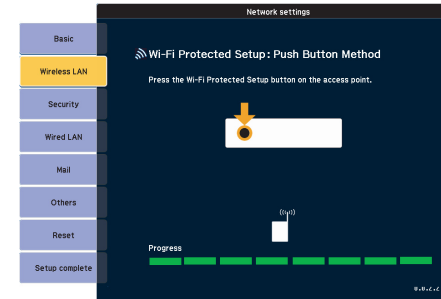 Network settings
Basic
Wireless LAN
Security
Wired LAN
Mail
Others
Reset
Setup complete
Wi-Fi Protected Setup: Push Button Method
Press the Wi-Fi Protected Setup button on the access point.
Progress